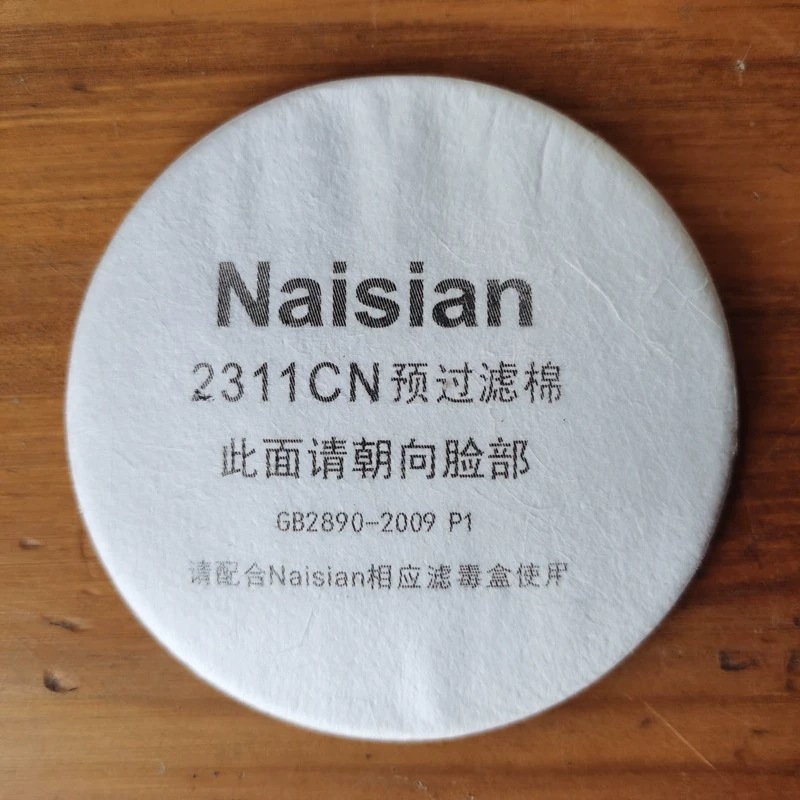 Naisian
2311CN预过滤棉
此面请朝向脸部
GB2890-2009 P1
请配合Naisian相应滤毒盒使用